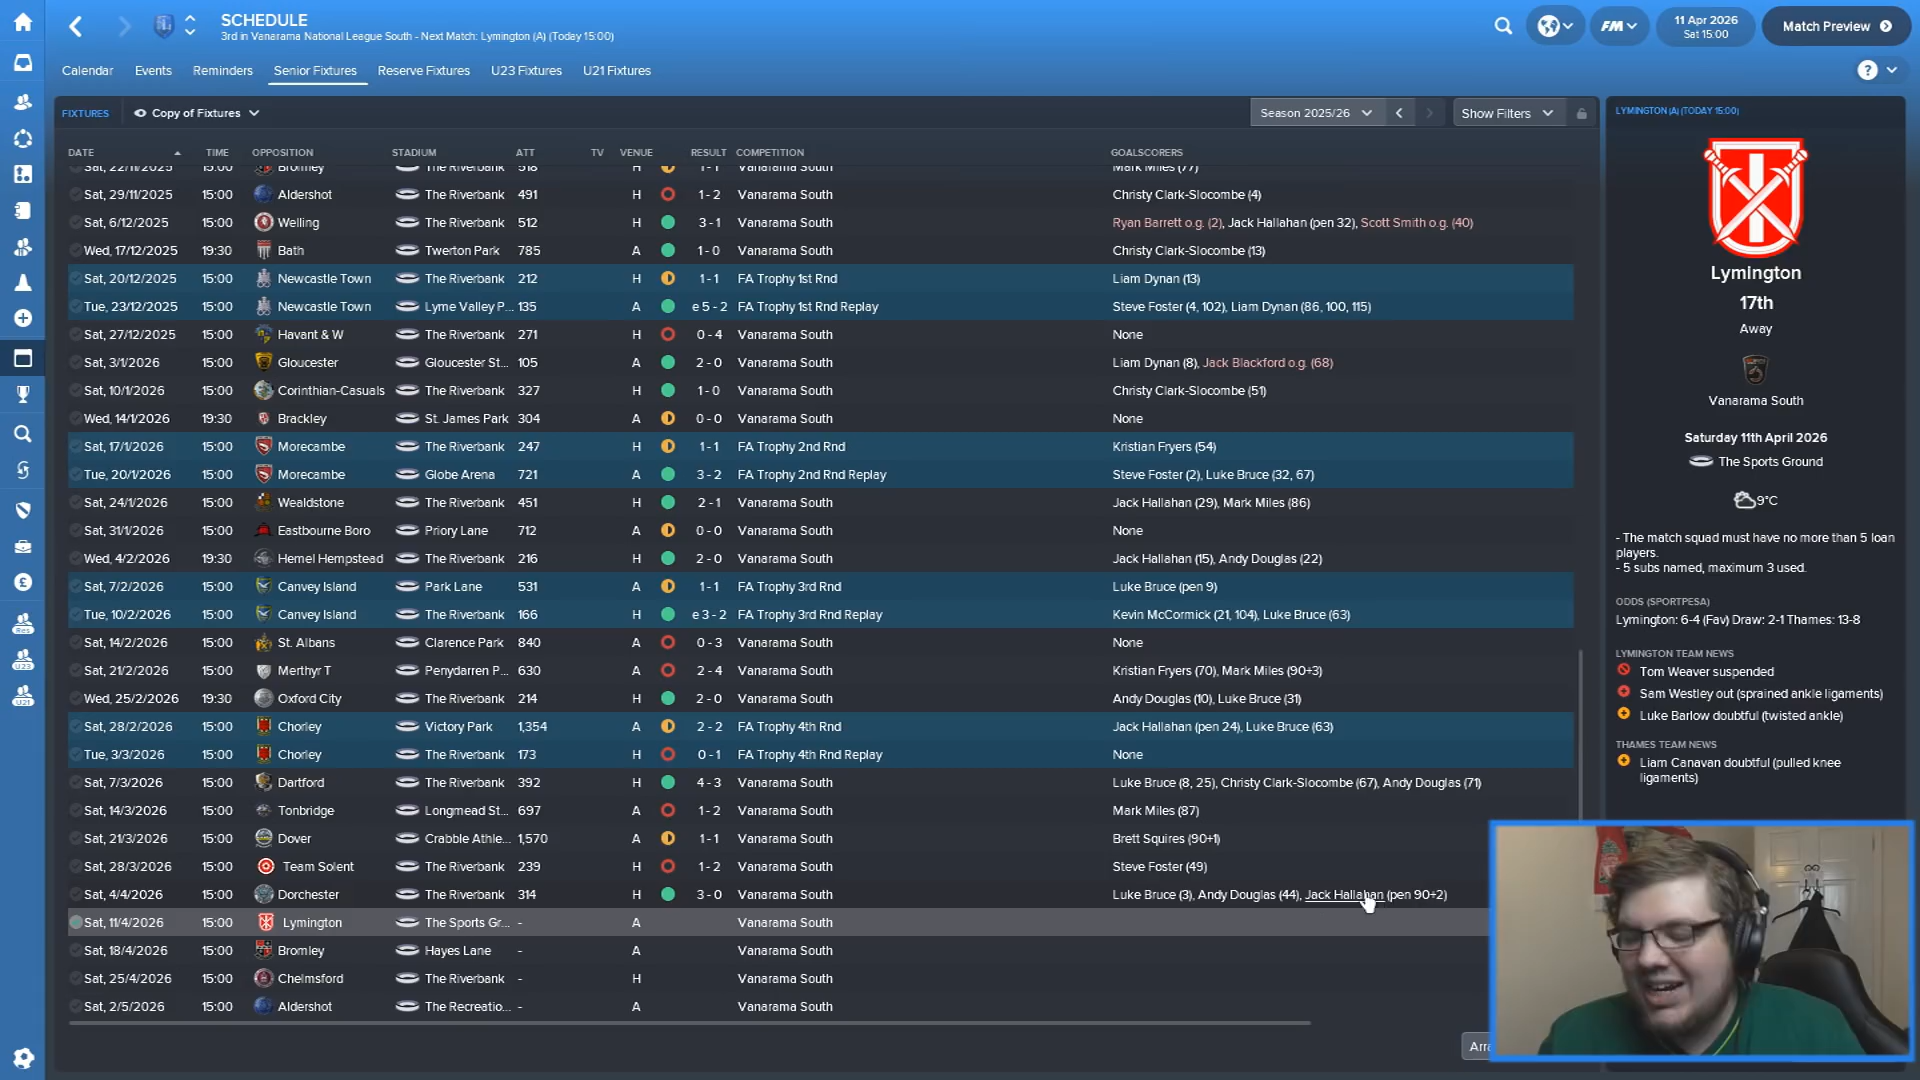 SCHEDULE
3rd in Vanarama National League South - Next Match: Lymington (A) (Today 15:00)
FM
11 Apr 2026
Sat 15:00
Match Preview
Calendar Events Reminders Senior Fixtures Reserve Fixtures U23 Fixtures U21 Fixtures
?
FIXTURES Copy of Fixtures Season 2025/26 Show Filters
DATE TIME OPPOSITION STADIUM ATT TV VENUE RESULT COMPETITION GOALSCORERS
Sat, 22/11/2025 15:00 Bromley The Riverbank 518 H 1 - 1 Vanarama South Mark Miles (77)
Sat, 29/11/2025 15:00 Aldershot The Riverbank 491 H 1 - 2 Vanarama South Christy Clark-Slocombe (4)
Sat, 6/12/2025 15:00 Welling The Riverbank 512 H 3 - 1 Vanarama South Ryan Barrett o.g. (2), Jack Hallahan (pen 32), Scott Smith o.g. (40)
Wed, 17/12/2025 19:30 Bath Twerton Park 785 A 1 - 0 Vanarama South Christy Clark-Slocombe (13)
Sat, 20/12/2025 15:00 Newcastle Town The Riverbank 212 H 1 - 1 FA Trophy 1st Rnd Liam Dynan (13)
Tue, 23/12/2025 15:00 Newcastle Town Lyme Valley P... 135 A e 5 - 2 FA Trophy 1st Rnd Replay Steve Foster (4, 102), Liam Dynan (86, 100, 115)
Sat, 27/12/2025 15:00 Havant & W The Riverbank 271 H 0 - 4 Vanarama South None
Sat, 3/1/2026 15:00 Gloucester Gloucester St... 105 A 2 - 0 Vanarama South Liam Dynan (8), Jack Blackford o.g. (68)
Sat, 10/1/2026 15:00 Corinthian-Casuals The Riverbank 327 H 1 - 0 Vanarama South Christy Clark-Slocombe (51)
Wed, 14/1/2026 19:30 Brackley St. James Park 304 A 0 - 0 Vanarama South None
Sat, 17/1/2026 15:00 Morecambe The Riverbank 247 H 1 - 1 FA Trophy 2nd Rnd Kristian Fryers (54)
Tue, 20/1/2026 15:00 Morecambe Globe Arena 721 A 3 - 2 FA Trophy 2nd Rnd Replay Steve Foster (2), Luke Bruce (32, 67)
Sat, 24/1/2026 15:00 Wealdstone The Riverbank 451 H 2 - 1 Vanarama South Jack Hallahan (29), Mark Miles (86)
Sat, 31/1/2026 15:00 Eastbourne Boro Priory Lane 712 A 0 - 0 Vanarama South None
Wed, 4/2/2026 19:30 Hemel Hempstead The Riverbank 216 H 2 - 0 Vanarama South Jack Hallahan (15), Andy Douglas (22)
Sat, 7/2/2026 15:00 Canvey Island Park Lane 531 A 1 - 1 FA Trophy 3rd Rnd Luke Bruce (pen 9)
Tue, 10/2/2026 15:00 Canvey Island The Riverbank 166 H e 3 - 2 FA Trophy 3rd Rnd Replay Kevin McCormick (21, 104), Luke Bruce (63)
Sat, 14/2/2026 15:00 St. Albans Clarence Park 840 A 0 - 3 Vanarama South None
Sat, 21/2/2026 15:00 Merthyr T Penydarren P... 630 A 2 - 4 Vanarama South Kristian Fryers (70), Mark Miles (90+3)
Wed, 25/2/2026 19:30 Oxford City The Riverbank 214 H 2 - 0 Vanarama South Andy Douglas (10), Luke Bruce (31)
Sat, 28/2/2026 15:00 Chorley Victory Park 1,354 A 2 - 2 FA Trophy 4th Rnd Jack Hallahan (pen 24), Luke Bruce (63)
Tue, 3/3/2026 15:00 Chorley The Riverbank 173 H 0 - 1 FA Trophy 4th Rnd Replay None
Sat, 7/3/2026 15:00 Dartford The Riverbank 392 H 4 - 3 Vanarama South Luke Bruce (8, 25), Christy Clark-Slocombe (67), Andy Douglas (71)
Sat, 14/3/2026 15:00 Tonbridge Longmead St... 697 A 1 - 2 Vanarama South Mark Miles (87)
Sat, 21/3/2026 15:00 Dover Crabble Athle... 1,570 A 1 - 1 Vanarama South Brett Squires (90+1)
Sat, 28/3/2026 15:00 Team Solent The Riverbank 239 H 1 - 2 Vanarama South Steve Foster (49)
Sat, 4/4/2026 15:00 Dorchester The Riverbank 314 H 3 - 0 Vanarama South Luke Bruce (3), Andy Douglas (44), Jack Hallahan (pen 90+2)
Sat, 11/4/2026 15:00 Lymington The Sports Gr... - A Vanarama South
Sat, 18/4/2026 15:00 Bromley Hayes Lane - A Vanarama South
Sat, 25/4/2026 15:00 Chelmsford The Riverbank - H Vanarama South
Sat, 2/5/2026 15:00 Aldershot The Recreatio... - A Vanarama South
Arra
LYMINGTON (A) (TODAY 15:00)
Lymington
17th
Away
Vanarama South
Saturday 11th April 2026
The Sports Ground
9°C
- The match squad must have no more than 5 loan
players.
- 5 subs named, maximum 3 used.
ODDS (SPORTPESA)
Lymington: 6-4 (Fav) Draw: 2-1 Thames: 13-8
LYMINGTON TEAM NEWS
Tom Weaver suspended
Sam Westley out (sprained ankle ligaments)
Luke Barlow doubtful (twisted ankle)
THAMES TEAM NEWS
Liam Canavan doubtful (pulled knee
ligaments)
Res
U23
U21